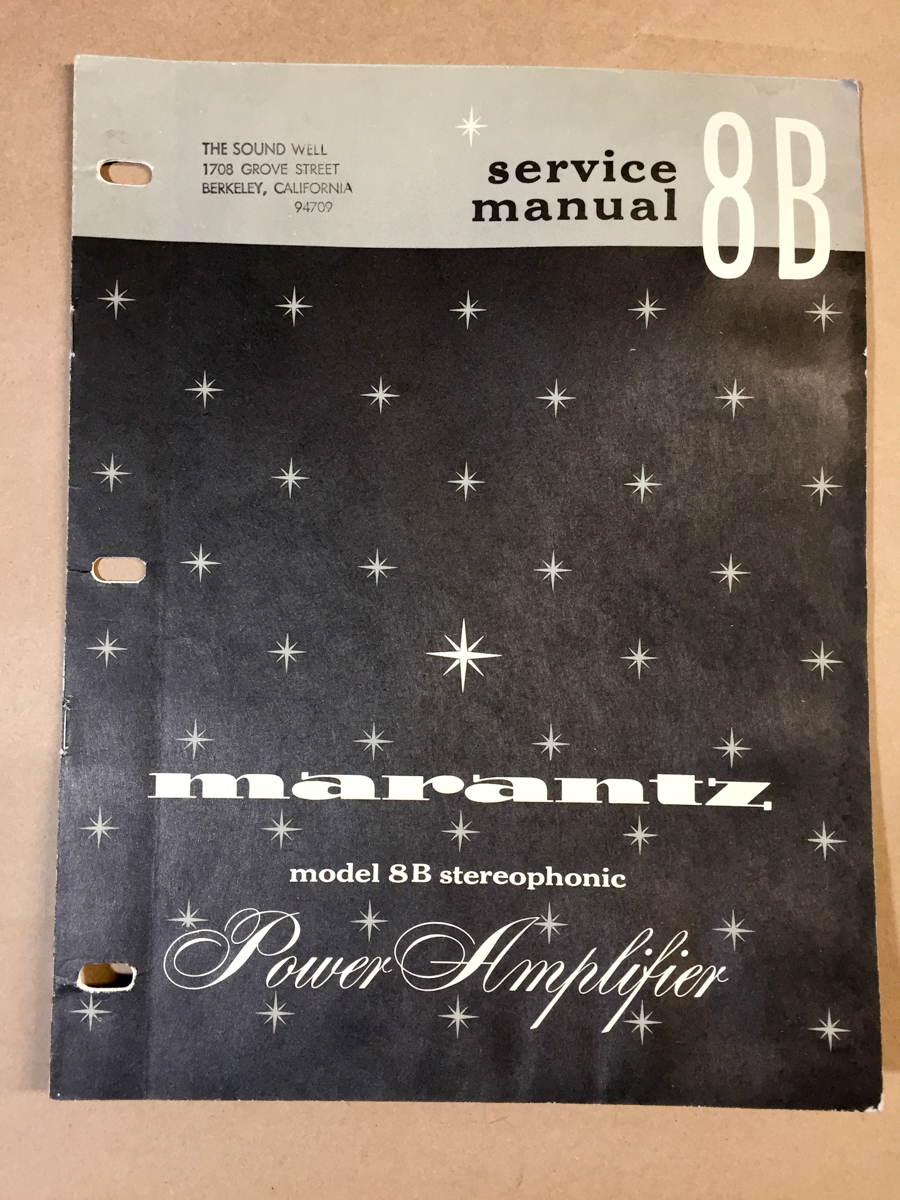 THE SOUND WELL
1708 GROVE STREET
BERKELEY, CALIFORNIA
94709
service
manual
8B
marantz
model 8B stereophonic
Power Amplifier